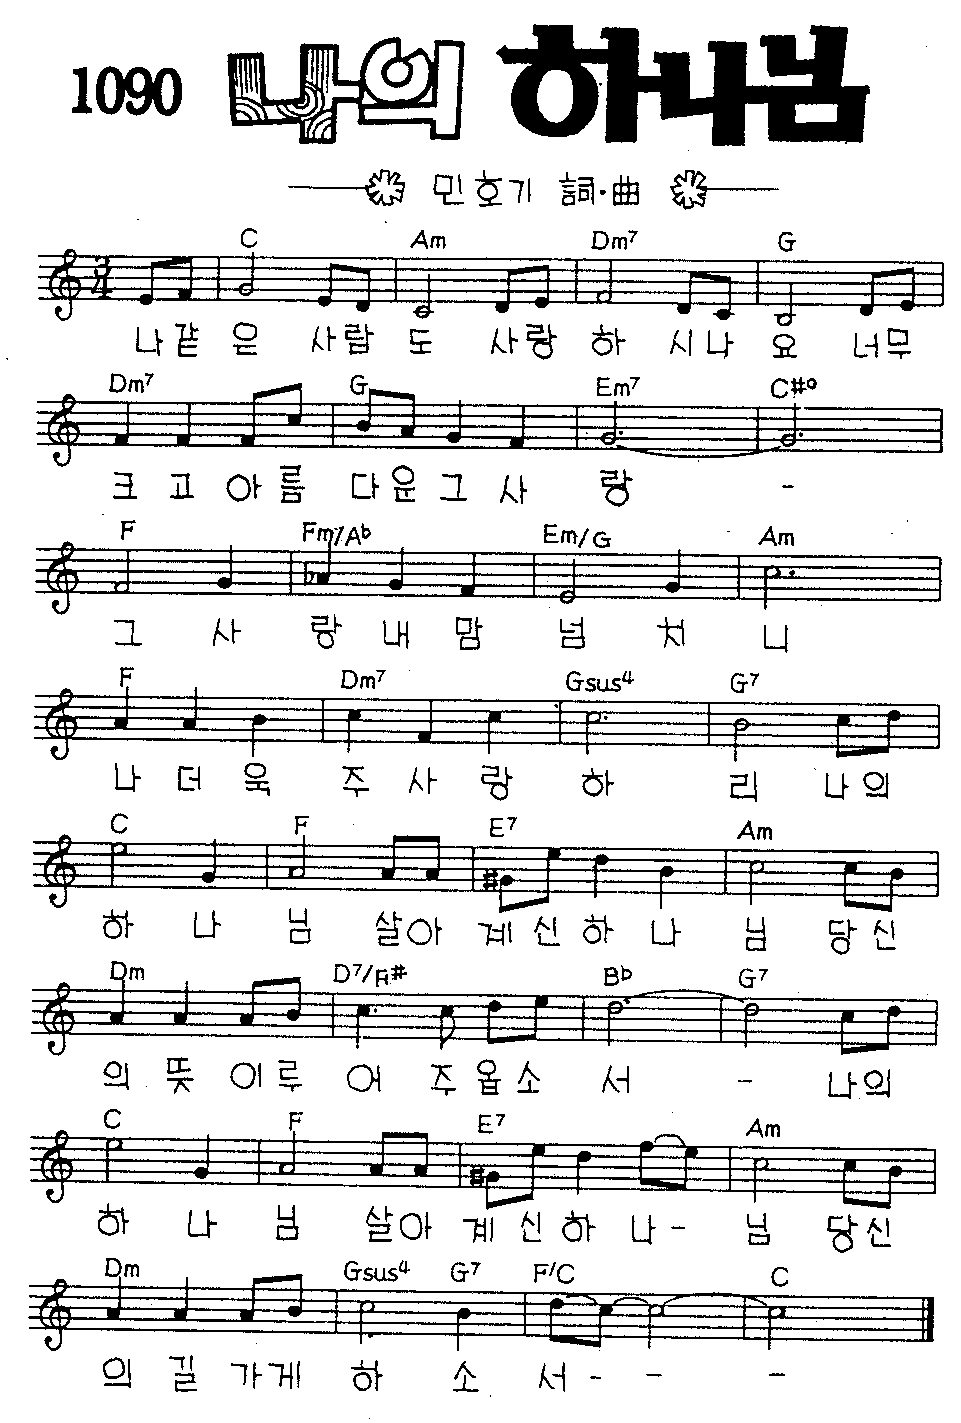 1090 나의 하나님
민호기 詞·曲
C Am Dm7 G
3/4
나같은 사람도 사랑하시나요 너무
Dm7 G Em7 C#o
크고아름다운그사랑 -
F Fm/Ab Em/G Am
그사랑내맘넘치니
F Dm7 Gsus4 G7
나더욱주사랑하리나의
C F E7 Am
하나님살아계신하나님당신
Dm D7/F# Bb G7
의뜻이루어주옵소서 - 나의
C F E7 Am
하나님살아계신하나-님당신
Dm Gsus4 G7 F/C C
의길가게하소서- - -